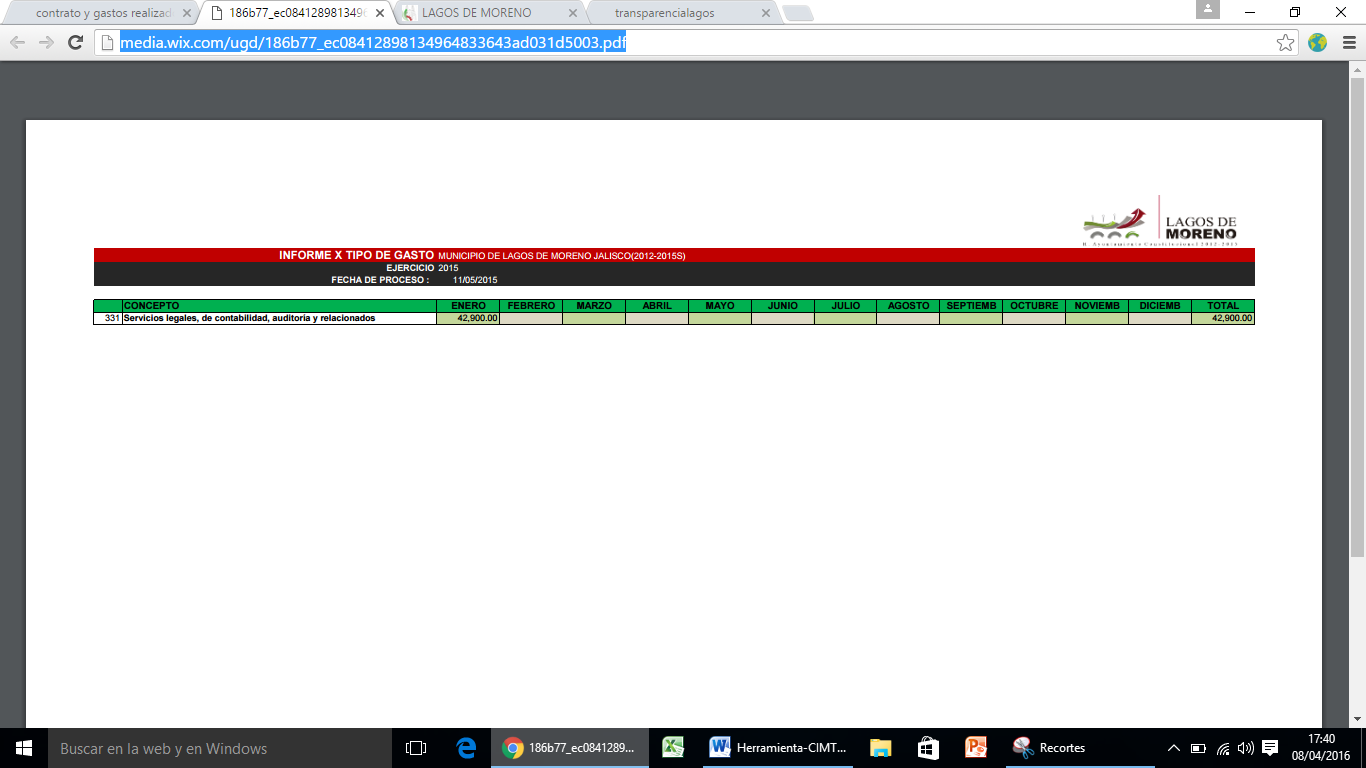 contrato y gastos realizad
186b77_ec0841289813496
LAGOS DE MORENO
transparencialagos
media.wix.com/ugd/186b77_ec08412898134964833643ad031d5003.pdf
LAGOS DE
MORENO
H. Ayuntamiento Constitucional 2012-2015
INFORME X TIPO DE GASTO MUNICIPIO DE LAGOS DE MORENO JALISCO(2012-2015S)
EJERCICIO 2015
FECHA DE PROCESO : 11/05/2015
CONCEPTO ENERO FEBRERO MARZO ABRIL MAYO JUNIO JULIO AGOSTO SEPTIEMB OCTUBRE NOVIEMB DICIEMB TOTAL
331 Servicios legales, de contabilidad, auditoria y relacionados 42,900.00 42,900.00
Buscar en la web y en Windows
186b77_ec0841289...
Herramienta-CIMT...
Recortes
17:40
08/04/2016